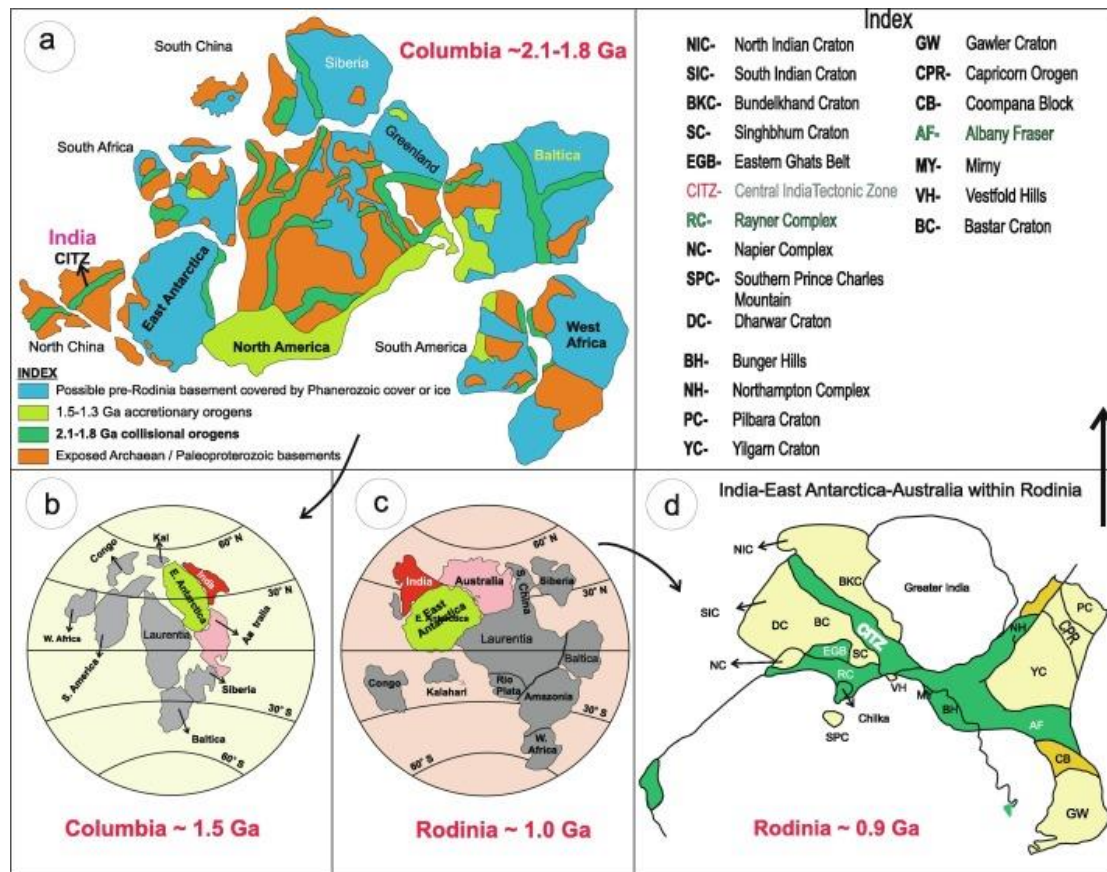 a
South China
Siberia
Columbia ~2.1-1.8 Ga
Greenland
South Africa
Baltica
India
CITZ
East Antarctica
North China
North America
South America
West Africa
INDEX
Possible pre-Rodinia basement covered by Phanerozoic cover or ice
1.5-1.3 Ga accretionary orogens
2.1-1.8 Ga collisional orogens
Exposed Archaean / Paleoproterozoic basements
Index
NIC- North Indian Craton
SIC- South Indian Craton
BKC- Bundelkhand Craton
SC- Singhbhum Craton
EGB- Eastern Ghats Belt
CITZ- Central IndiaTectonic Zone
RC- Rayner Complex
NC- Napier Complex
SPC- Southern Prince Charles
Mountain
DC- Dharwar Craton
BH- Bunger Hills
NH- Northampton Complex
PC- Pilbara Craton
YC- Yilgarn Craton
GW Gawler Craton
CPR- Capricorn Orogen
CB- Coompana Block
AF- Albany Fraser
MY- Mirny
VH- Vestfold Hills
BC- Bastar Craton
b
Congo
Kal
60° N
India
E. Antarctica
30° N
W. Africa
Laurentia
Au tralia
S. America
Siberia
30° S
Baltica
60° S
Columbia ~ 1.5 Ga
c
60° N
India
Australia
S. China
Siberia
30° N
East
Antarctica
E. Antarctica
Laurentia
Baltica
Congo
Kalahari
Rio
Plata
Amazonia
30° S
W.
Africa
60° S
Rodinia ~ 1.0 Ga
d
India-East Antarctica-Australia within Rodinia
NIC
BKC
Greater India
SIC
PC
NH
CPR
DC
BC
CITZ
EGB
SC
NC
RC
YC
VH
MY
BH
Chilka
AF
SPC
CB
GW
Rodinia ~ 0.9 Ga